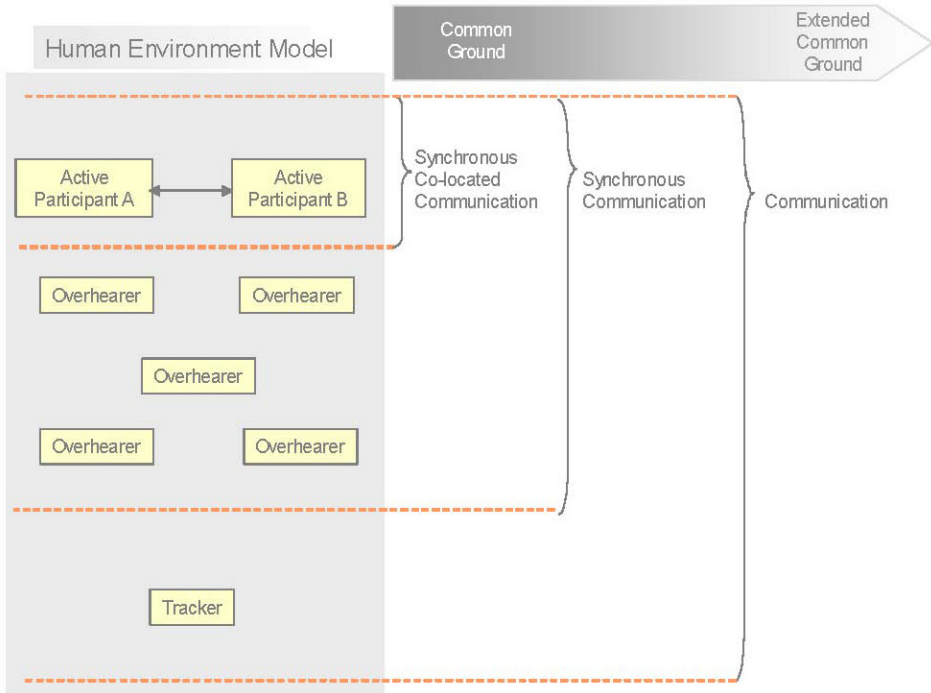 Human Environment Model
Common
Ground
Extended
Common
Ground
Active
Participant A
Active
Participant B
Synchronous
Co-located
Communication
Synchronous
Communication
Communication
Overhearer
Overhearer
Overhearer
Overhearer
Overhearer
Tracker